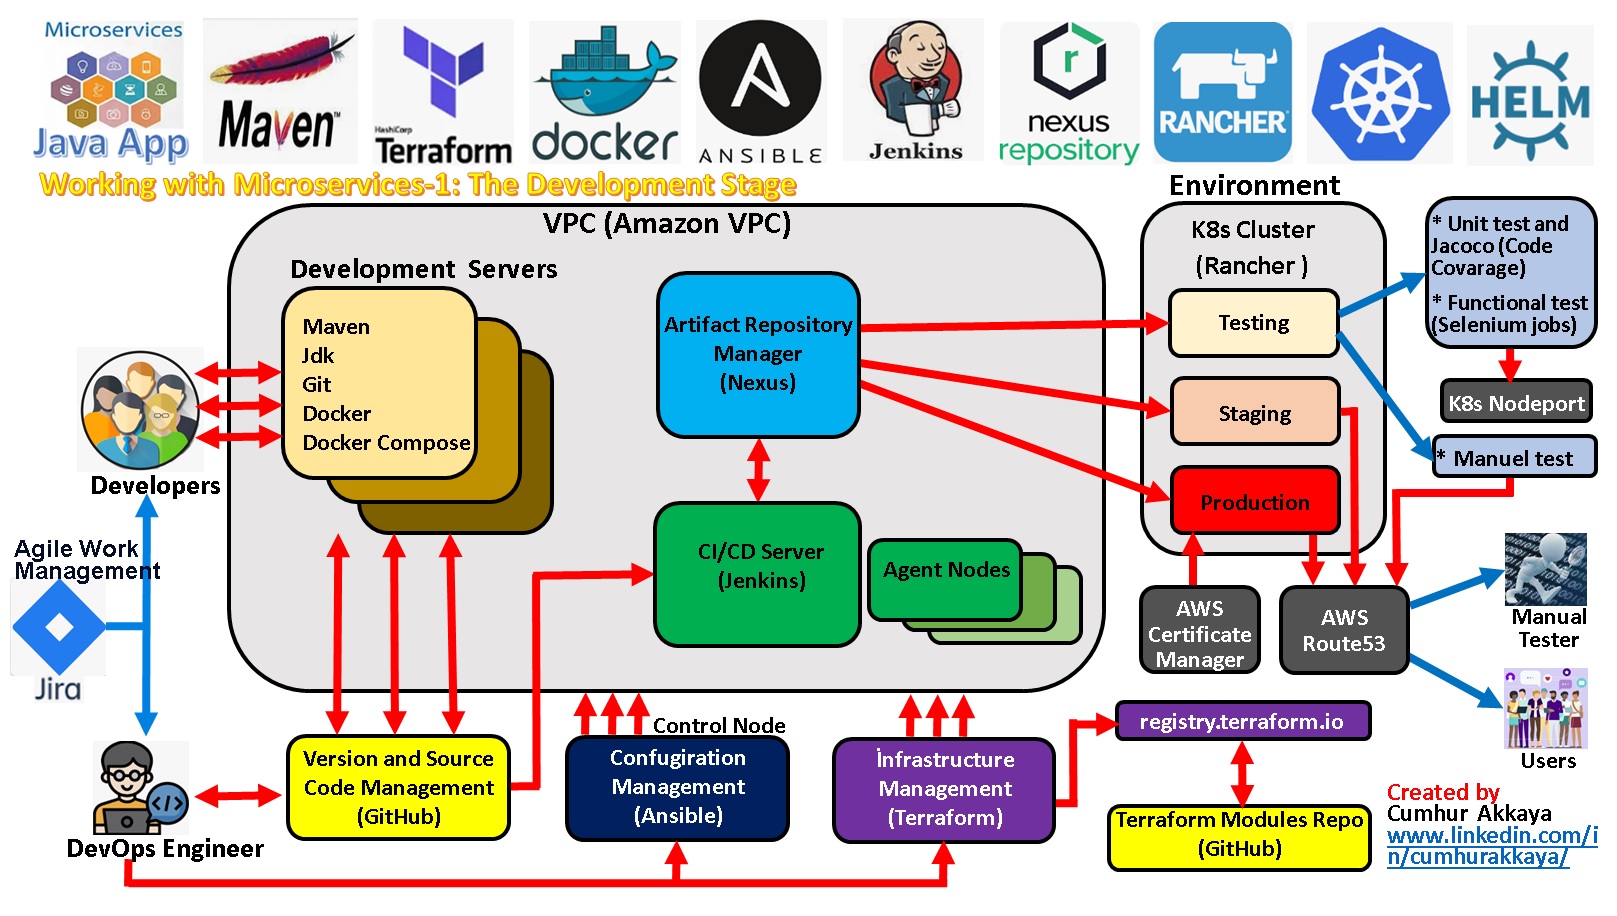 Microservices
Java App
Maven™
HashiCorp
Terraform
docker
ANSIBLE
Jenkins
r
nexus
repository
RANCHER®
HELM
Working with Microservices-1: The Development Stage
VPC (Amazon VPC)
Development Servers
Maven
Jdk
Git
Docker
Docker Compose
Artifact Repository
Manager
(Nexus)
CI/CD Server
(Jenkins)
Agent Nodes
Environment
K8s Cluster
(Rancher )
Testing
Staging
Production
* Unit test and
Jacoco (Code
Covarage)
* Functional test
(Selenium jobs)
K8s Nodeport
* Manuel test
AWS
Certificate
Manager
AWS
Route53
Manual
Tester
Users
Developers
Agile Work
Management
Jira
DevOps Engineer
Version and Source
Code Management
(GitHub)
Control Node
Confugiration
Management
(Ansible)
İnfrastructure
Management
(Terraform)
registry.terraform.io
Terraform Modules Repo
(GitHub)
Created by
Cumhur Akkaya
www.linkedin.com/i
n/cumhurakkaya/